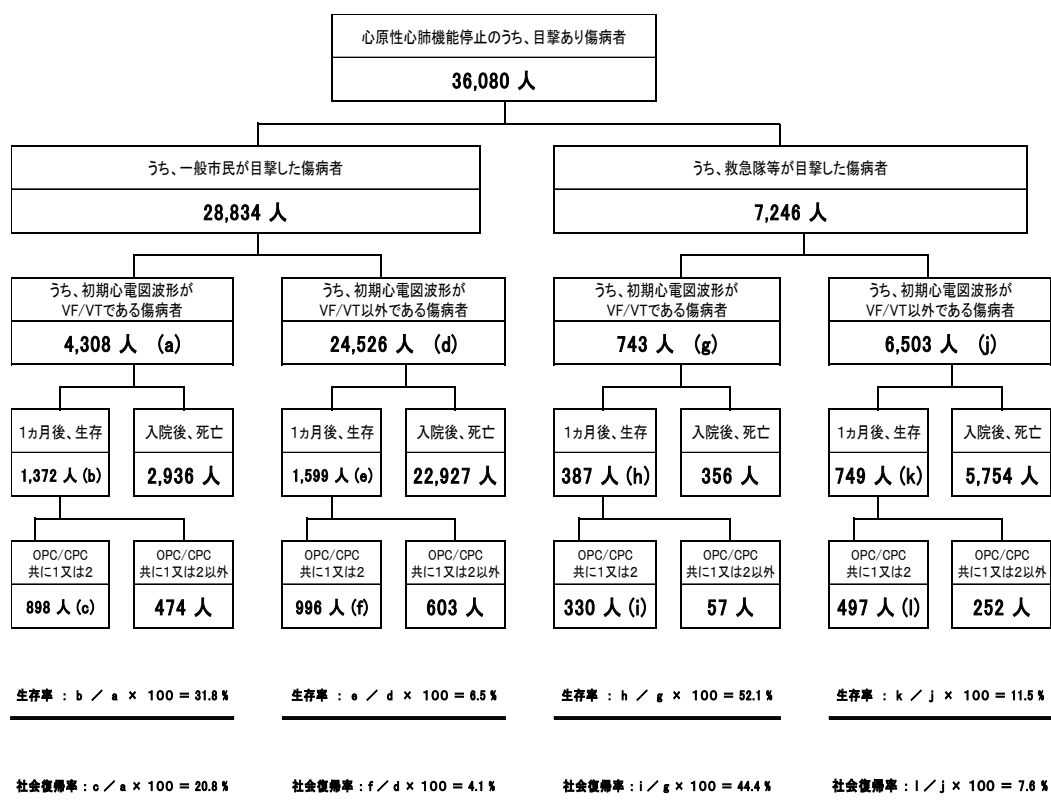 心原性心肺機能停止のうち、目撃あり傷病者
36,080 人
うち、一般市民が目撃した傷病者
28,834 人
うち、救急隊等が目撃した傷病者
7,246 人
うち、初期心電図波形が
VF/VTである傷病者
4,308 人 (a)
うち、初期心電図波形が
VF/VT以外である傷病者
24,526 人 (d)
うち、初期心電図波形が
VF/VTである傷病者
743 人 (g)
うち、初期心電図波形が
VF/VT以外である傷病者
6,503 人 (j)
1ヵ月後、生存
1,372 人 (b)
入院後、死亡
2,936 人
1ヵ月後、生存
1,599 人 (e)
入院後、死亡
22,927 人
1ヵ月後、生存
387 人 (h)
入院後、死亡
356 人
1ヵ月後、生存
749 人 (k)
入院後、死亡
5,754 人
OPC/CPC
共に1又は2
898 人 (c)
OPC/CPC
共に1又は2以外
474 人
OPC/CPC
共に1又は2
996 人 (f)
OPC/CPC
共に1又は2以外
603 人
OPC/CPC
共に1又は2
330 人 (i)
OPC/CPC
共に1又は2以外
57 人
OPC/CPC
共に1又は2
497 人 (l)
OPC/CPC
共に1又は2以外
252 人
生存率 : b / a × 100 = 31.8 %
生存率 : e / d × 100 = 6.5 %
生存率 : h / g × 100 = 52.1 %
生存率 : k / j × 100 = 11.5 %
社会復帰率 : c / a × 100 = 20.8 %
社会復帰率 : f / d × 100 = 4.1 %
社会復帰率 : i / g × 100 = 44.4 %
社会復帰率 : l / j × 100 = 7.6 %